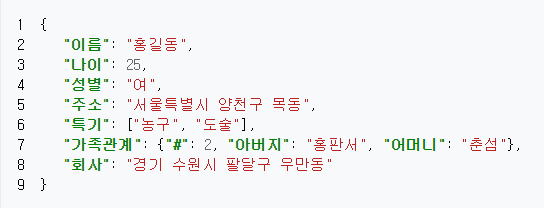 1 {
2 "이름": "홍길동",
3 "나이": 25,
4 "성별": "여",
5 "주소": "서울특별시 양천구 목동",
6 "특기": ["농구", "도술"],
7 "가족관계": {"#": 2, "아버지": "홍판서", "어머니": "춘섬"},
8 "회사": "경기 수원시 팔달구 우만동"
9 }